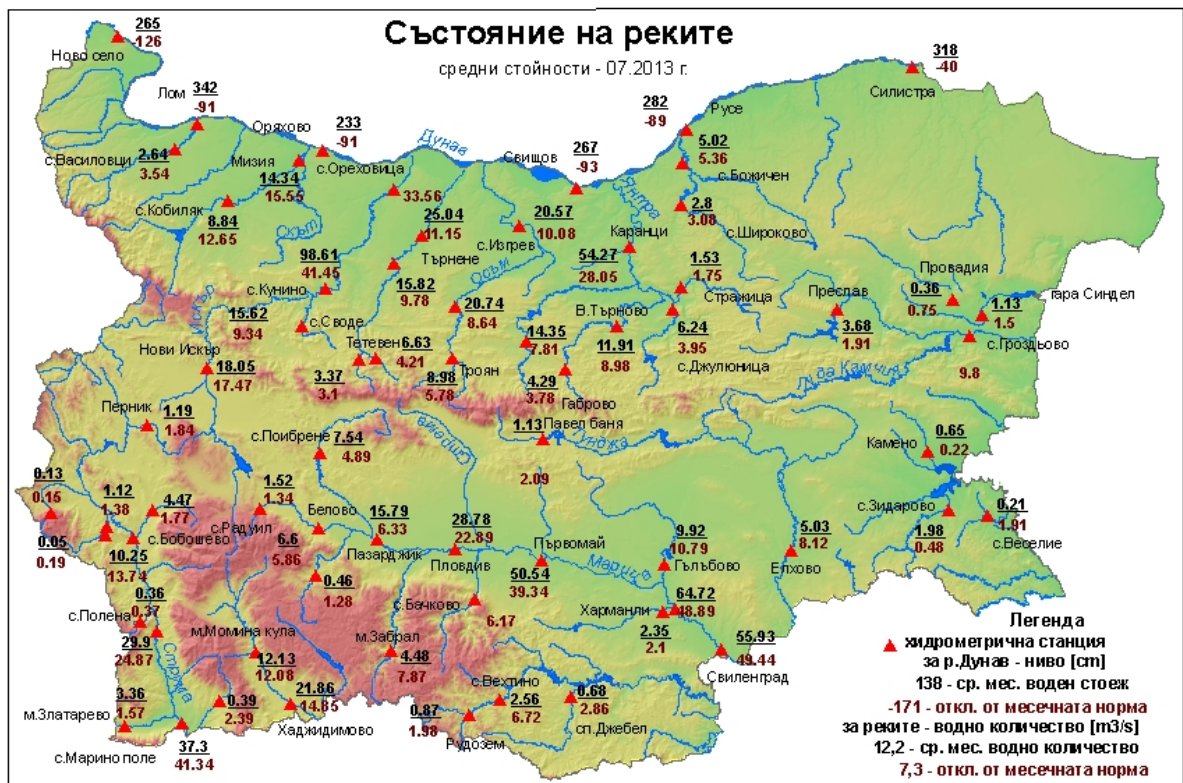 Състояние на реките
средни стойности - 07.2013 г.
265
-126
Ново село
318
-40
Силистра
Лом
342
-91
282
-89
Русе
Оряхово
233
-91
Дунав
Свищов
267
-93
5.02
5.36
с.Божичен
с.Василовци
2.64
3.54
Мизия
14.34
15.55
с.Ореховица
33.56
Янтра
2.8
3.08
с.Широково
с.Кобиляк
8.84
12.65
Скът
25.04
11.15
Търнене
20.57
10.08
с.Изгрев
Каранци
54.27
28.05
98.61
41.45
с.Кунино
15.82
9.78
Осъм
1.53
1.75
Стражица
Преслав
3.68
1.91
Провадия
0.36
0.75
гара Синдел
1.13
1.5
Искър
15.62
9.34
с.Своде
20.74
8.64
В.Търново
11.91
8.98
6.24
3.95
с.Джулюница
с.Гроздьово
9.8
Нови Искър
18.05
17.47
Тетевен
6.63
4.21
3.37
3.1
Троян
8.98
5.78
14.35
7.81
4.29
3.78
Габрово
Луда Камчия
Перник
1.19
1.84
с.Поибрене
7.54
4.89
Стряма
Павел баня
1.13
2.09
Тунджа
Камено
0.65
0.22
0.13
0.15
1.12
1.38
4.47
1.77
с.Бобошево
1.52
1.34
с.Радуил
Белово
6.6
5.86
15.79
6.33
Пазарджик
28.78
22.89
Пловдив
Първомай
50.54
39.34
Марица
9.92
10.79
Гълъбово
5.03
8.12
Елхово
с.Зидарово
1.98
0.48
0.21
1.91
с.Веселие
0.05
0.19
10.25
13.74
0.36
0.37
с.Полена
0.46
1.28
с.Бачково
6.17
Харманли
64.72
48.89
2.35
2.1
29.9
24.87
Струма
м.Момина кула
12.13
12.08
м.Забрал
4.48
7.87
55.93
49.44
Свиленград
3.36
1.57
м.Златарево
0.39
2.39
21.86
14.85
Хаджидимово
с.Вехтино
2.56
6.72
0.87
1.98
Рудозем
0.68
2.86
сп.Джебел
37.3
41.34
с.Марино поле
Легенда
хидрометрична станция
за р.Дунав - ниво [cm]
138 - ср. мес. воден стоеж
-171 - откл. от месечната норма
за реките - водно количество [m3/s]
12,2 - ср. мес. водно количество
7,3 - откл. от месечната норма